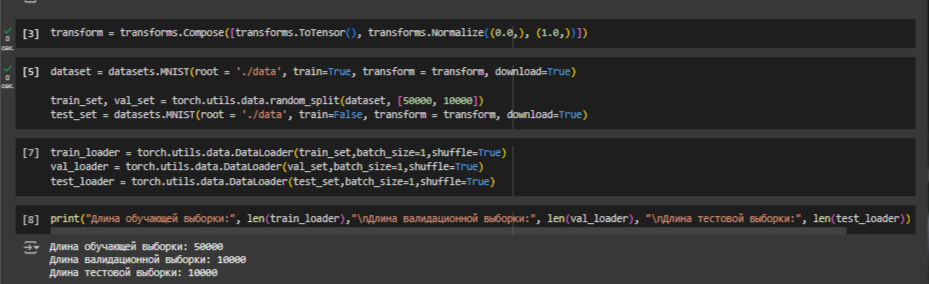 [3] transform = transforms.Compose([transforms.ToTensor(), transforms.Normalize((0.0,), (1.0,))])
0
сек.
[5] dataset = datasets.MNIST(root = './data', train=True, transform = transform, download=True)
0
сек.
train_set, val_set = torch.utils.data.random_split(dataset, [50000, 10000])
test_set = datasets.MNIST(root = './data', train=False, transform = transform, download=True)
[7] train_loader = torch.utils.data.DataLoader(train_set,batch_size=1,shuffle=True)
val_loader = torch.utils.data.DataLoader(val_set,batch_size=1,shuffle=True)
test_loader = torch.utils.data.DataLoader(test_set,batch_size=1,shuffle=True)
[8] print("Длина обучающей выборки:", len(train_loader),"\nДлина валидационной выборки:", len(val_loader), "\nДлина тестовой выборки:", len(test_loader))
Длина обучающей выборки: 50000
Длина валидационной выборки: 10000
Длина тестовой выборки: 10000